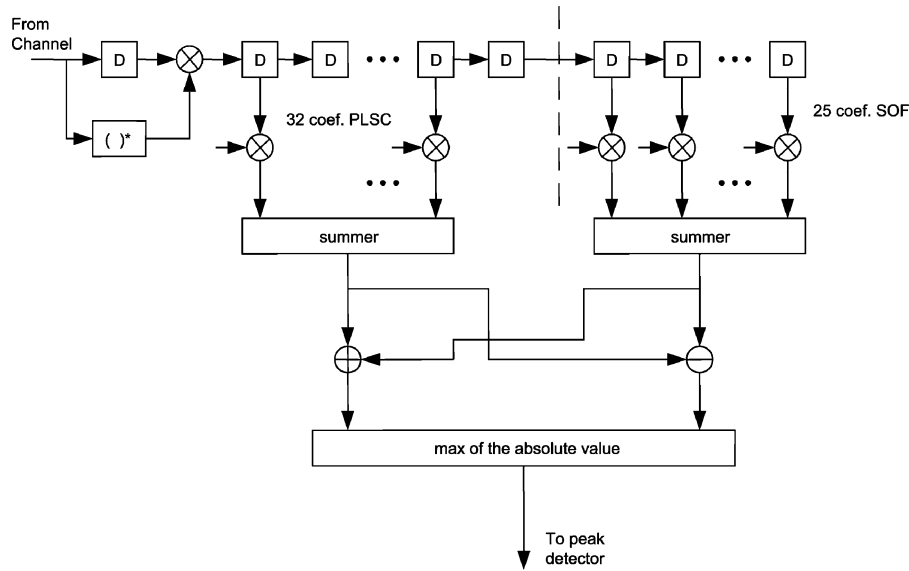 From
Channel
D
D
D
• • •
D
D
D
D
• • •
D
( )*
32 coef. PLSC
25 coef. SOF
• • •
• • •
summer
summer
max of the absolute value
To peak
detector